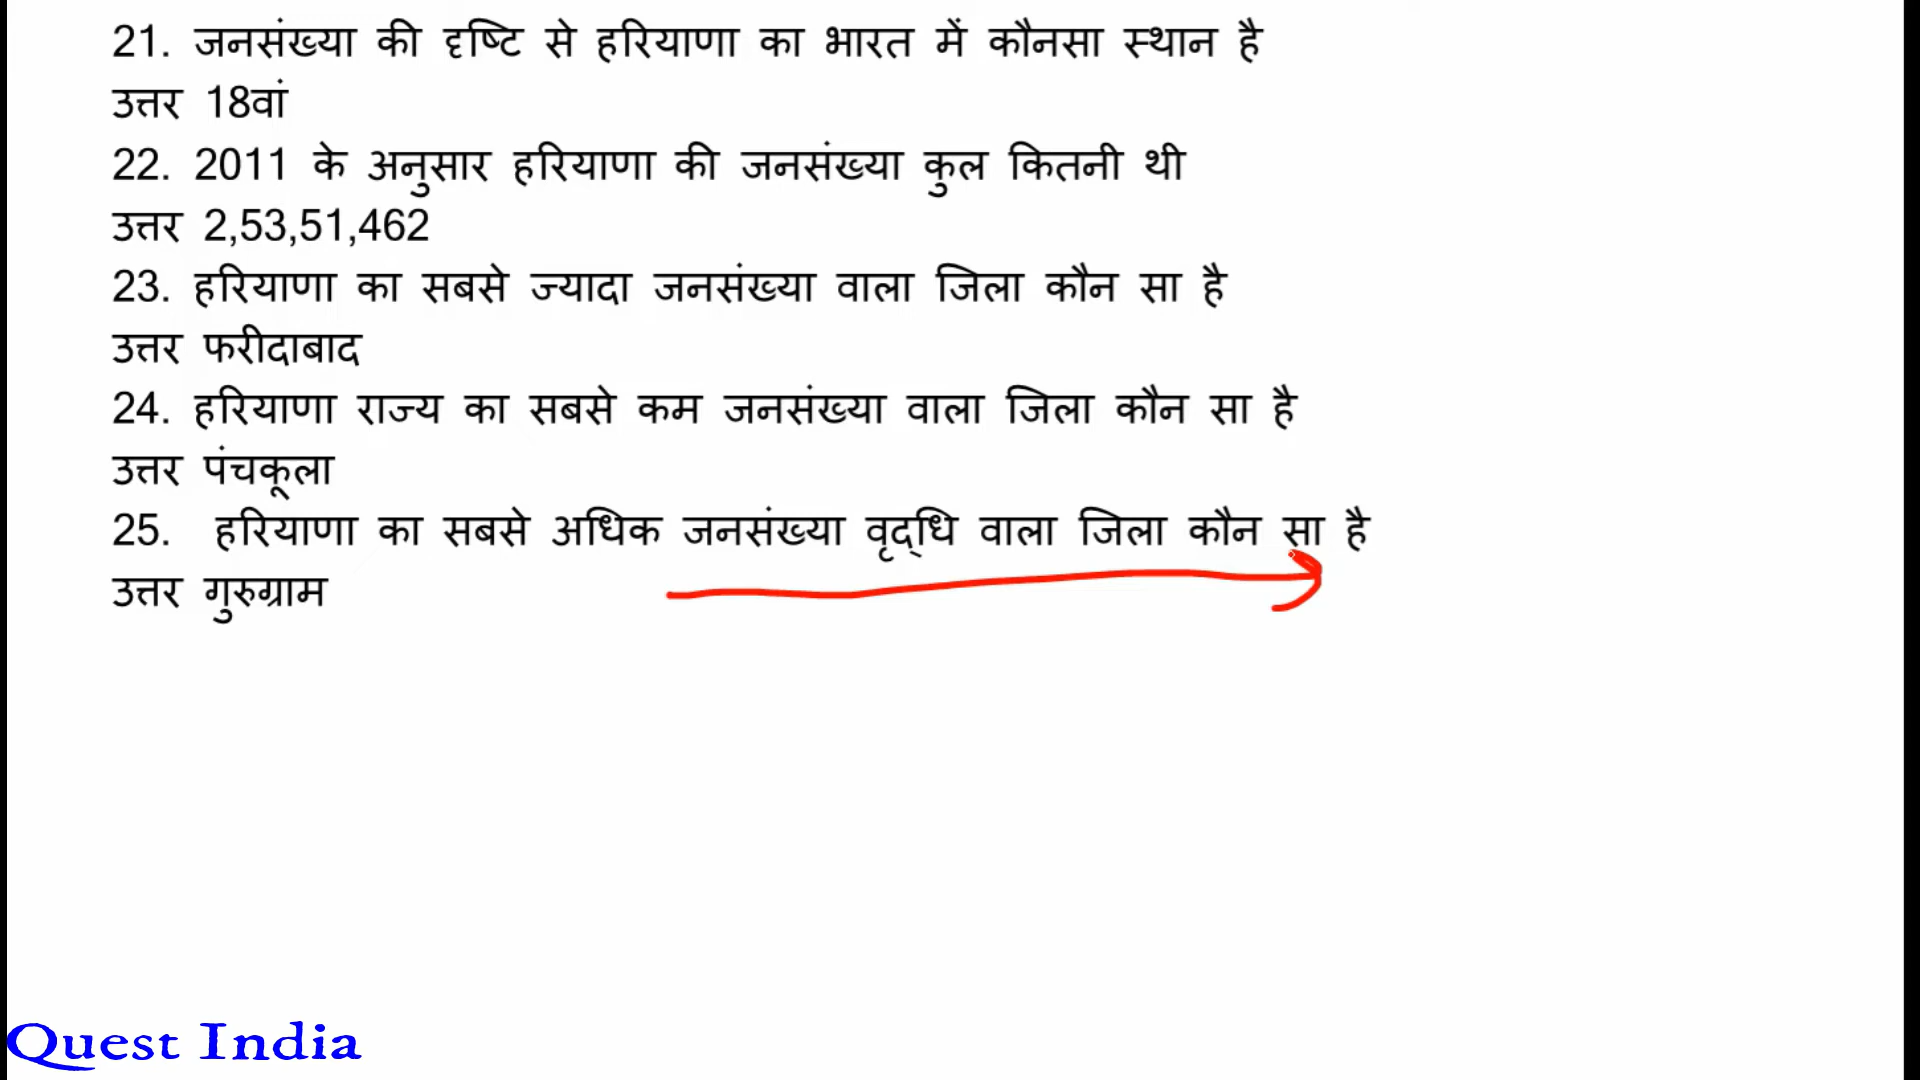 21. जनसंख्या की दृष्टि से हरियाणा का भारत में कौनसा स्थान है
उत्तर 18वां
22. 2011 के अनुसार हरियाणा की जनसंख्या कुल कितनी थी
उत्तर 2,53,51,462
23. हरियाणा का सबसे ज्यादा जनसंख्या वाला जिला कौन सा है
उत्तर फरीदाबाद
24. हरियाणा राज्य का सबसे कम जनसंख्या वाला जिला कौन सा है
उत्तर पंचकूला
25. हरियाणा का सबसे अधिक जनसंख्या वृद्धि वाला जिला कौन सा है
उत्तर गुरुग्राम
Quest India